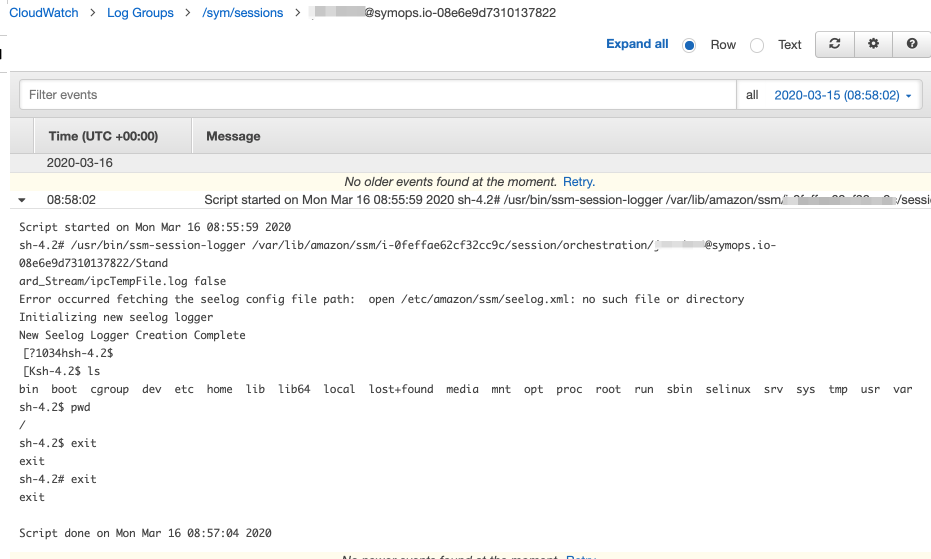 CloudWatch > Log Groups > /sym/sessions > @symops.io-08e6e9d7310137822
Expand all Row Text
Filter events all 2020-03-15 (08:58:02)
Time (UTC +00:00) Message
2020-03-16
No older events found at the moment. Retry.
08:58:02 Script started on Mon Mar 16 08:55:59 2020 sh-4.2# /usr/bin/ssm-session-logger /var/lib/amazon/ssm/ /sessi
Script started on Mon Mar 16 08:55:59 2020
sh-4.2# /usr/bin/ssm-session-logger /var/lib/amazon/ssm/i-0feffae62cf32cc9c/session/orchestration/ @symops.io-
08e6e9d7310137822/Stand
ard_Stream/ipcTempFile.log false
Error occurred fetching the seelog config file path:  open /etc/amazon/ssm/seelog.xml: no such file or directory
Initializing new seelog logger
New Seelog Logger Creation Complete
[?1034hsh-4.2$
[Ksh-4.2$ ls
bin  boot  cgroup  dev  etc  home  lib  lib64  local  lost+found  media  mnt  opt  proc  root  run  sbin  selinux  srv  sys  tmp  usr  var
sh-4.2$ pwd
/
sh-4.2$ exit
exit
sh-4.2# exit
exit
Script done on Mon Mar 16 08:57:04 2020
No newer events found at the moment. Retry.